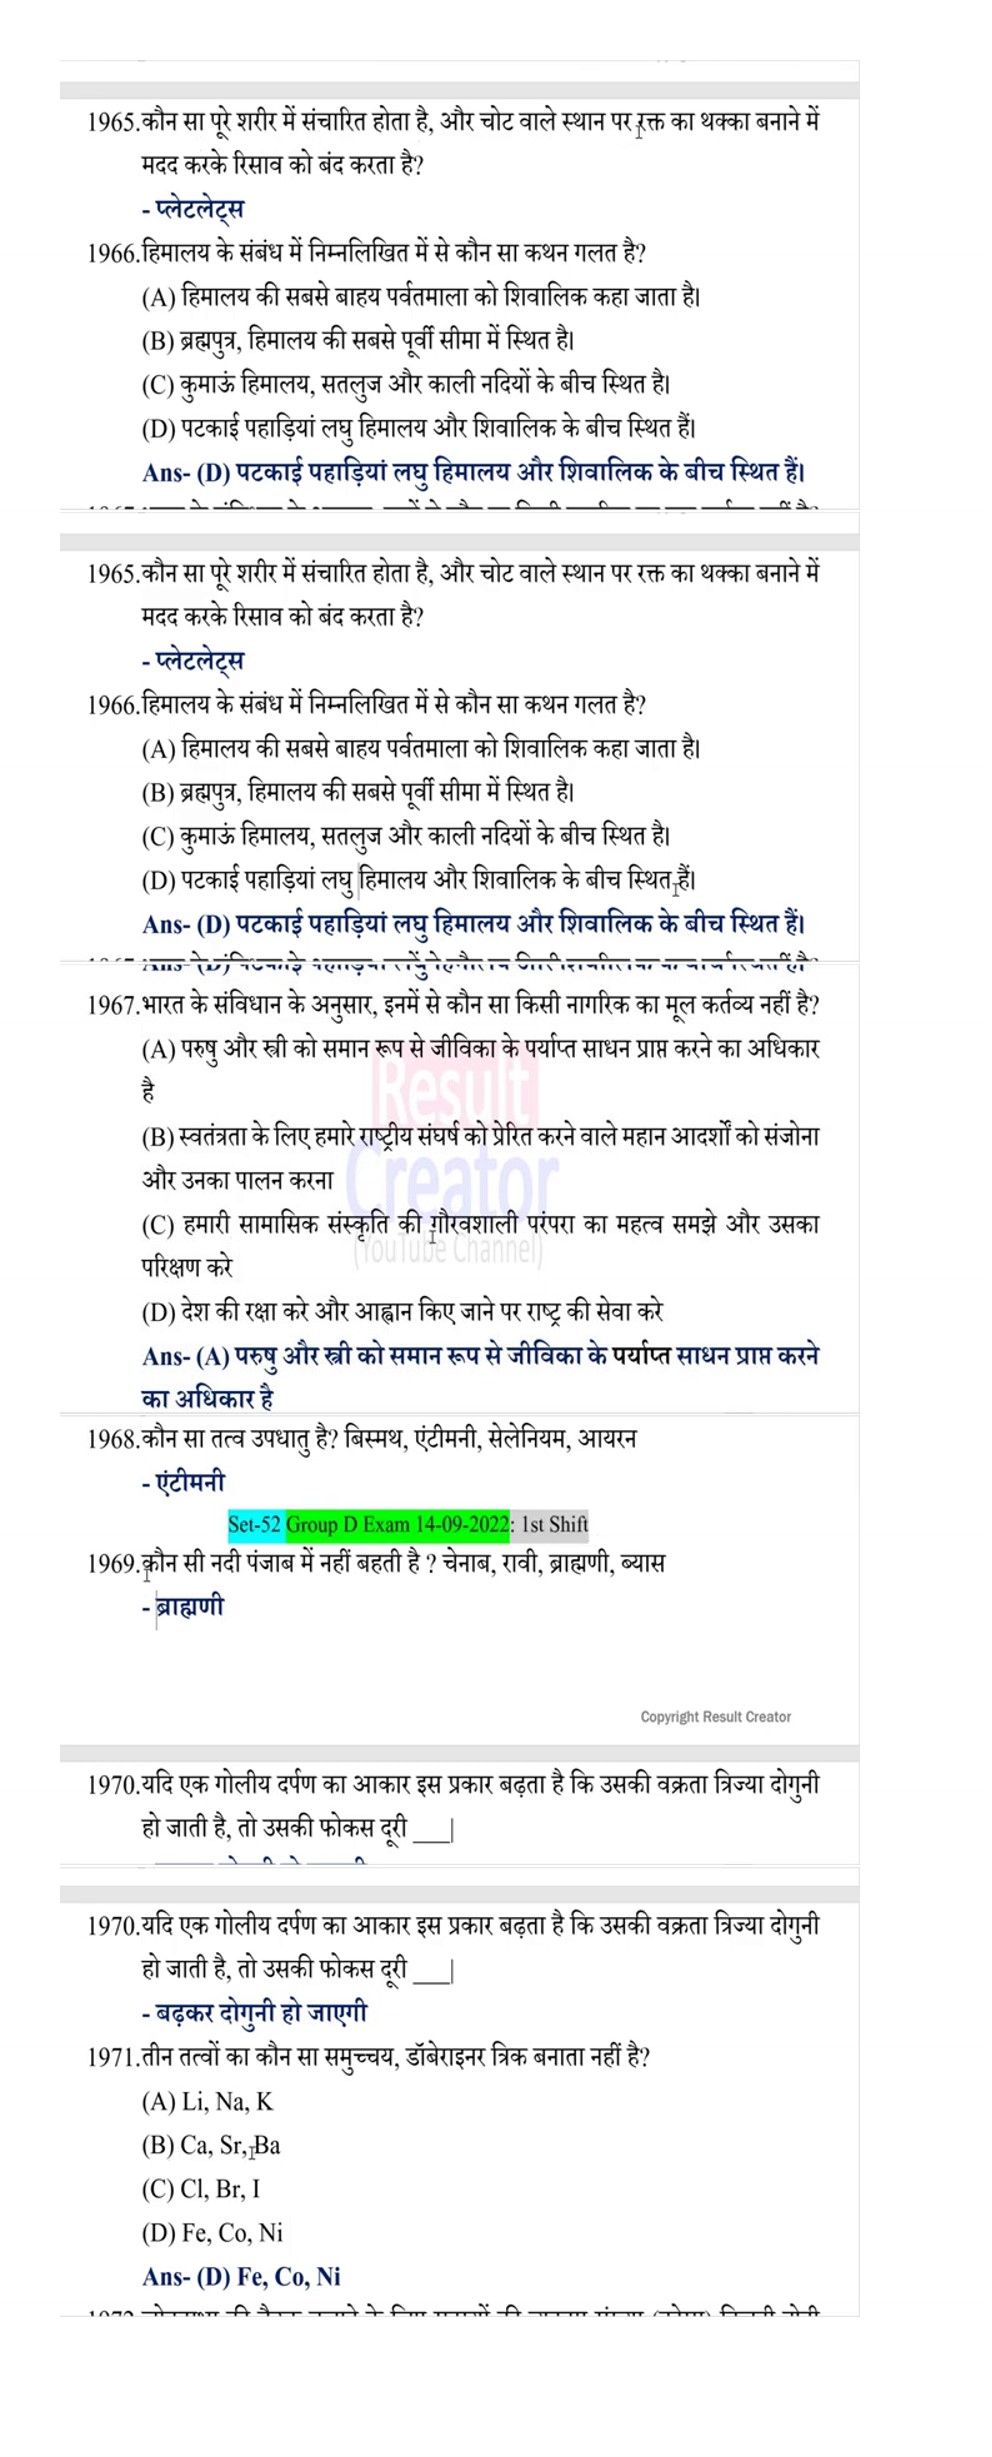 1965.कौन सा पूरे शरीर में संचारित होता है, और चोट वाले स्थान पर रक्त का थक्का बनाने में
मदद करके रिसाव को बंद करता है?
- प्लेटलेट्स
1966.हिमालय के संबंध में निम्नलिखित में से कौन सा कथन गलत है?
(A) हिमालय की सबसे बाहय पर्वतमाला को शिवालिक कहा जाता है।
(B) ब्रह्मपुत्र, हिमालय की सबसे पूर्वी सीमा में स्थित है।
(C) कुमाऊं हिमालय, सतलुज और काली नदियों के बीच स्थित है।
(D) पटकाई पहाड़ियां लघु हिमालय और शिवालिक के बीच स्थित हैं।
Ans- (D) पटकाई पहाड़ियां लघु हिमालय और शिवालिक के बीच स्थित हैं।
1965.कौन सा पूरे शरीर में संचारित होता है, और चोट वाले स्थान पर रक्त का थक्का बनाने में
मदद करके रिसाव को बंद करता है?
- प्लेटलेट्स
1966.हिमालय के संबंध में निम्नलिखित में से कौन सा कथन गलत है?
(A) हिमालय की सबसे बाहय पर्वतमाला को शिवालिक कहा जाता है।
(B) ब्रह्मपुत्र, हिमालय की सबसे पूर्वी सीमा में स्थित है।
(C) कुमाऊं हिमालय, सतलुज और काली नदियों के बीच स्थित है।
(D) पटकाई पहाड़ियां लघु हिमालय और शिवालिक के बीच स्थित हैं।
Ans- (D) पटकाई पहाड़ियां लघु हिमालय और शिवालिक के बीच स्थित हैं।
1967.भारत के संविधान के अनुसार, इनमें से कौन सा किसी नागरिक का मूल कर्तव्य नहीं है?
(A) परुषु और स्त्री को समान रूप से जीविका के पर्याप्त साधन प्राप्त करने का अधिकार
है
(B) स्वतंत्रता के लिए हमारे राष्ट्रीय संघर्ष को प्रेरित करने वाले महान आदर्शों को संजोना
और उनका पालन करना
(C) हमारी सामासिक संस्कृति की गौरवशाली परंपरा का महत्व समझे और उसका
परिक्षण करे
(D) देश की रक्षा करे और आह्वान किए जाने पर राष्ट्र की सेवा करे
Ans- (A) परुषु और स्त्री को समान रूप से जीविका के पर्याप्त साधन प्राप्त करने
का अधिकार है
Result
Creator
(YouTube Channel)
1968.कौन सा तत्व उपधातु है? बिस्मथ, एंटीमनी, सेलेनियम, आयरन
- एंटीमनी
Set-52 Group D Exam 14-09-2022: 1st Shift
1969.कौन सी नदी पंजाब में नहीं बहती है ? चेनाब, रावी, ब्राह्मणी, ब्यास
- ब्राह्मणी
Copyright Result Creator
1970.यदि एक गोलीय दर्पण का आकार इस प्रकार बढ़ता है कि उसकी वक्रता त्रिज्या दोगुनी
हो जाती है, तो उसकी फोकस दूरी ___|
1970.यदि एक गोलीय दर्पण का आकार इस प्रकार बढ़ता है कि उसकी वक्रता त्रिज्या दोगुनी
हो जाती है, तो उसकी फोकस दूरी ___|
- बढ़कर दोगुनी हो जाएगी
1971.तीन तत्वों का कौन सा समुच्चय, डॉबेराइनर त्रिक बनाता नहीं है?
(A) Li, Na, K
(B) Ca, Sr, Ba
(C) Cl, Br, I
(D) Fe, Co, Ni
Ans- (D) Fe, Co, Ni